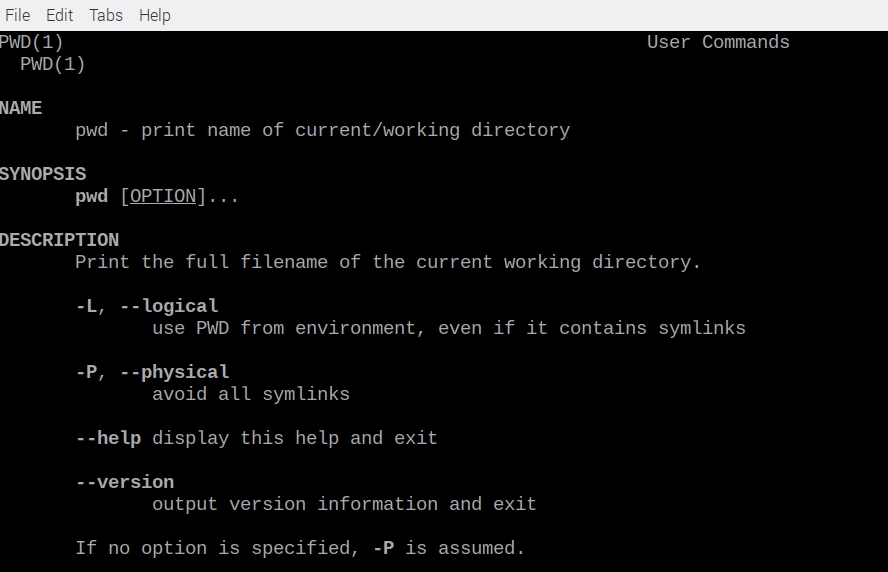 File Edit Tabs Help
PWD(1) User Commands
PWD(1)
NAME
pwd - print name of current/working directory
SYNOPSIS
pwd [OPTION]...
DESCRIPTION
Print the full filename of the current working directory.
-L, --logical
use PWD from environment, even if it contains symlinks
-P, --physical
avoid all symlinks
--help display this help and exit
--version
output version information and exit
If no option is specified, -P is assumed.